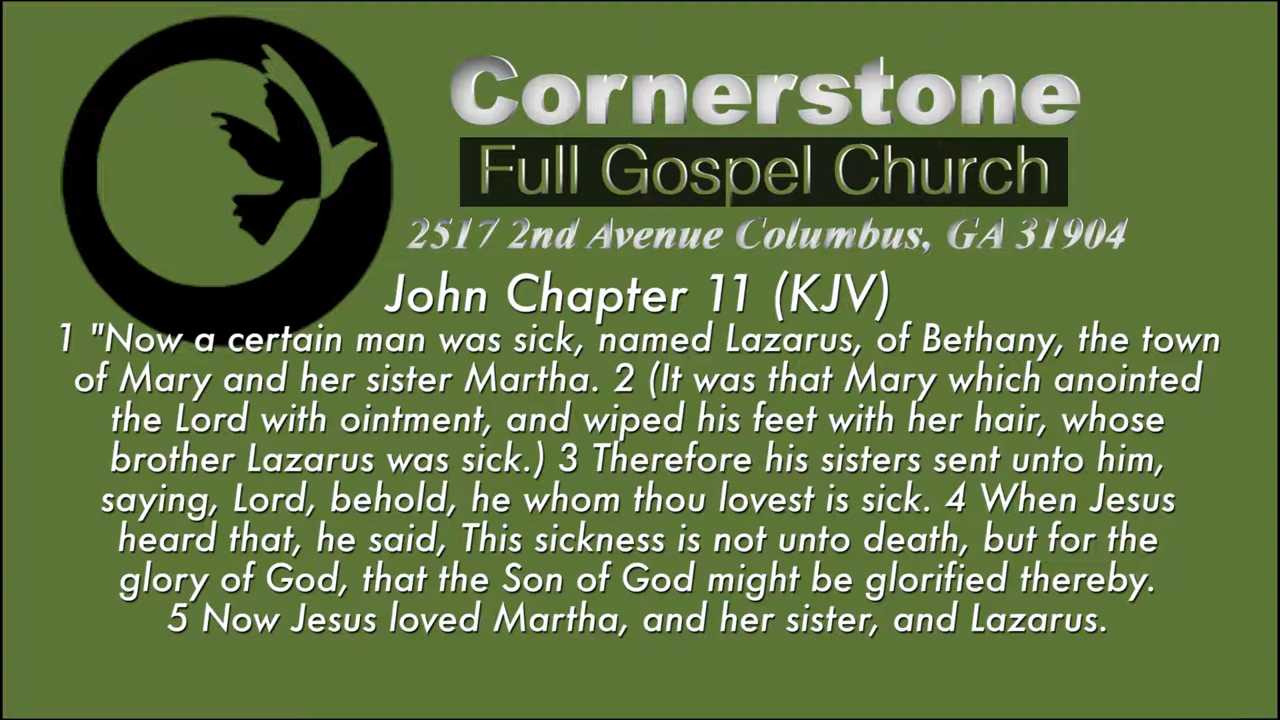 Cornerstone
Full Gospel Church
2517 2nd Avenue Columbus, GA 31904
John Chapter 11 (KJV)
1 "Now a certain man was sick, named Lazarus, of Bethany, the town
of Mary and her sister Martha. 2 (It was that Mary which anointed
the Lord with ointment, and wiped his feet with her hair, whose
brother Lazarus was sick.) 3 Therefore his sisters sent unto him,
saying, Lord, behold, he whom thou lovest is sick. 4 When Jesus
heard that, he said, This sickness is not unto death, but for the
glory of God, that the Son of God might be glorified thereby.
5 Now Jesus loved Martha, and her sister, and Lazarus.